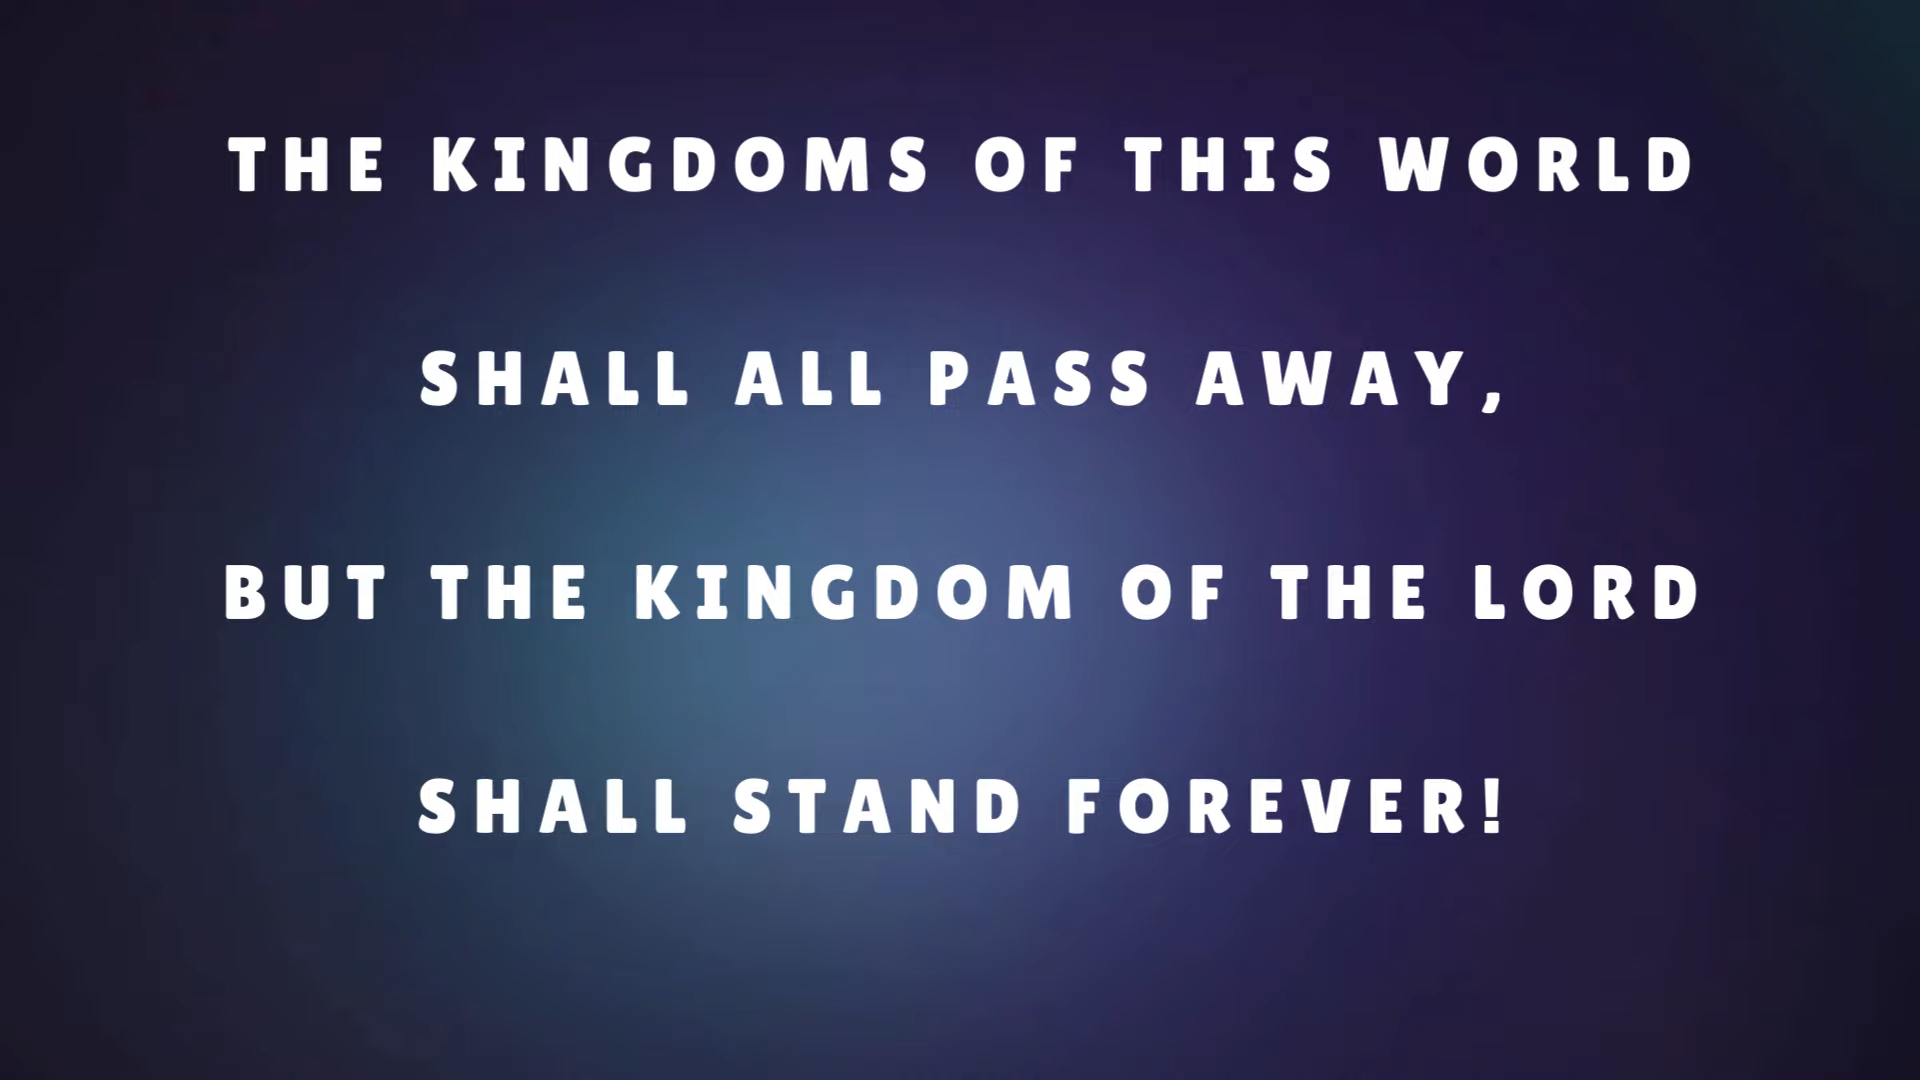 THE KINGDOMS OF THIS WORLD
SHALL ALL PASS AWAY,
BUT THE KINGDOM OF THE LORD
SHALL STAND FOREVER!